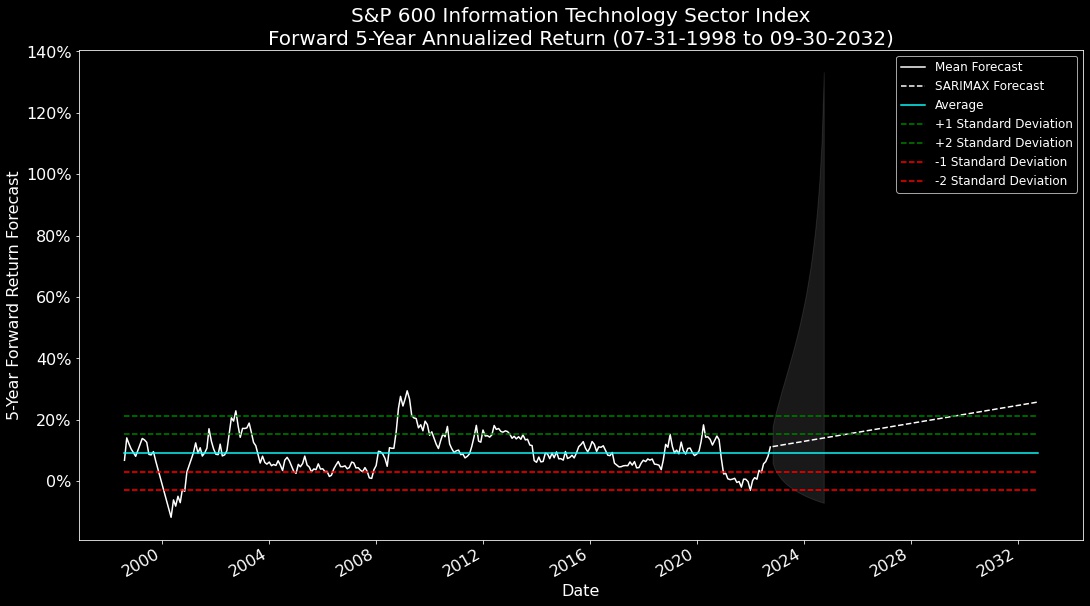 S&P 600 Information Technology Sector Index
Forward 5-Year Annualized Return (07-31-1998 to 09-30-2032)
140%
120%
100%
80%
60%
40%
20%
0%
5-Year Forward Return Forecast
Mean Forecast
SARIMAX Forecast
Average
+1 Standard Deviation
+2 Standard Deviation
-1 Standard Deviation
-2 Standard Deviation
2000
2004
2008
2012
2016
2020
2024
2028
2032
Date